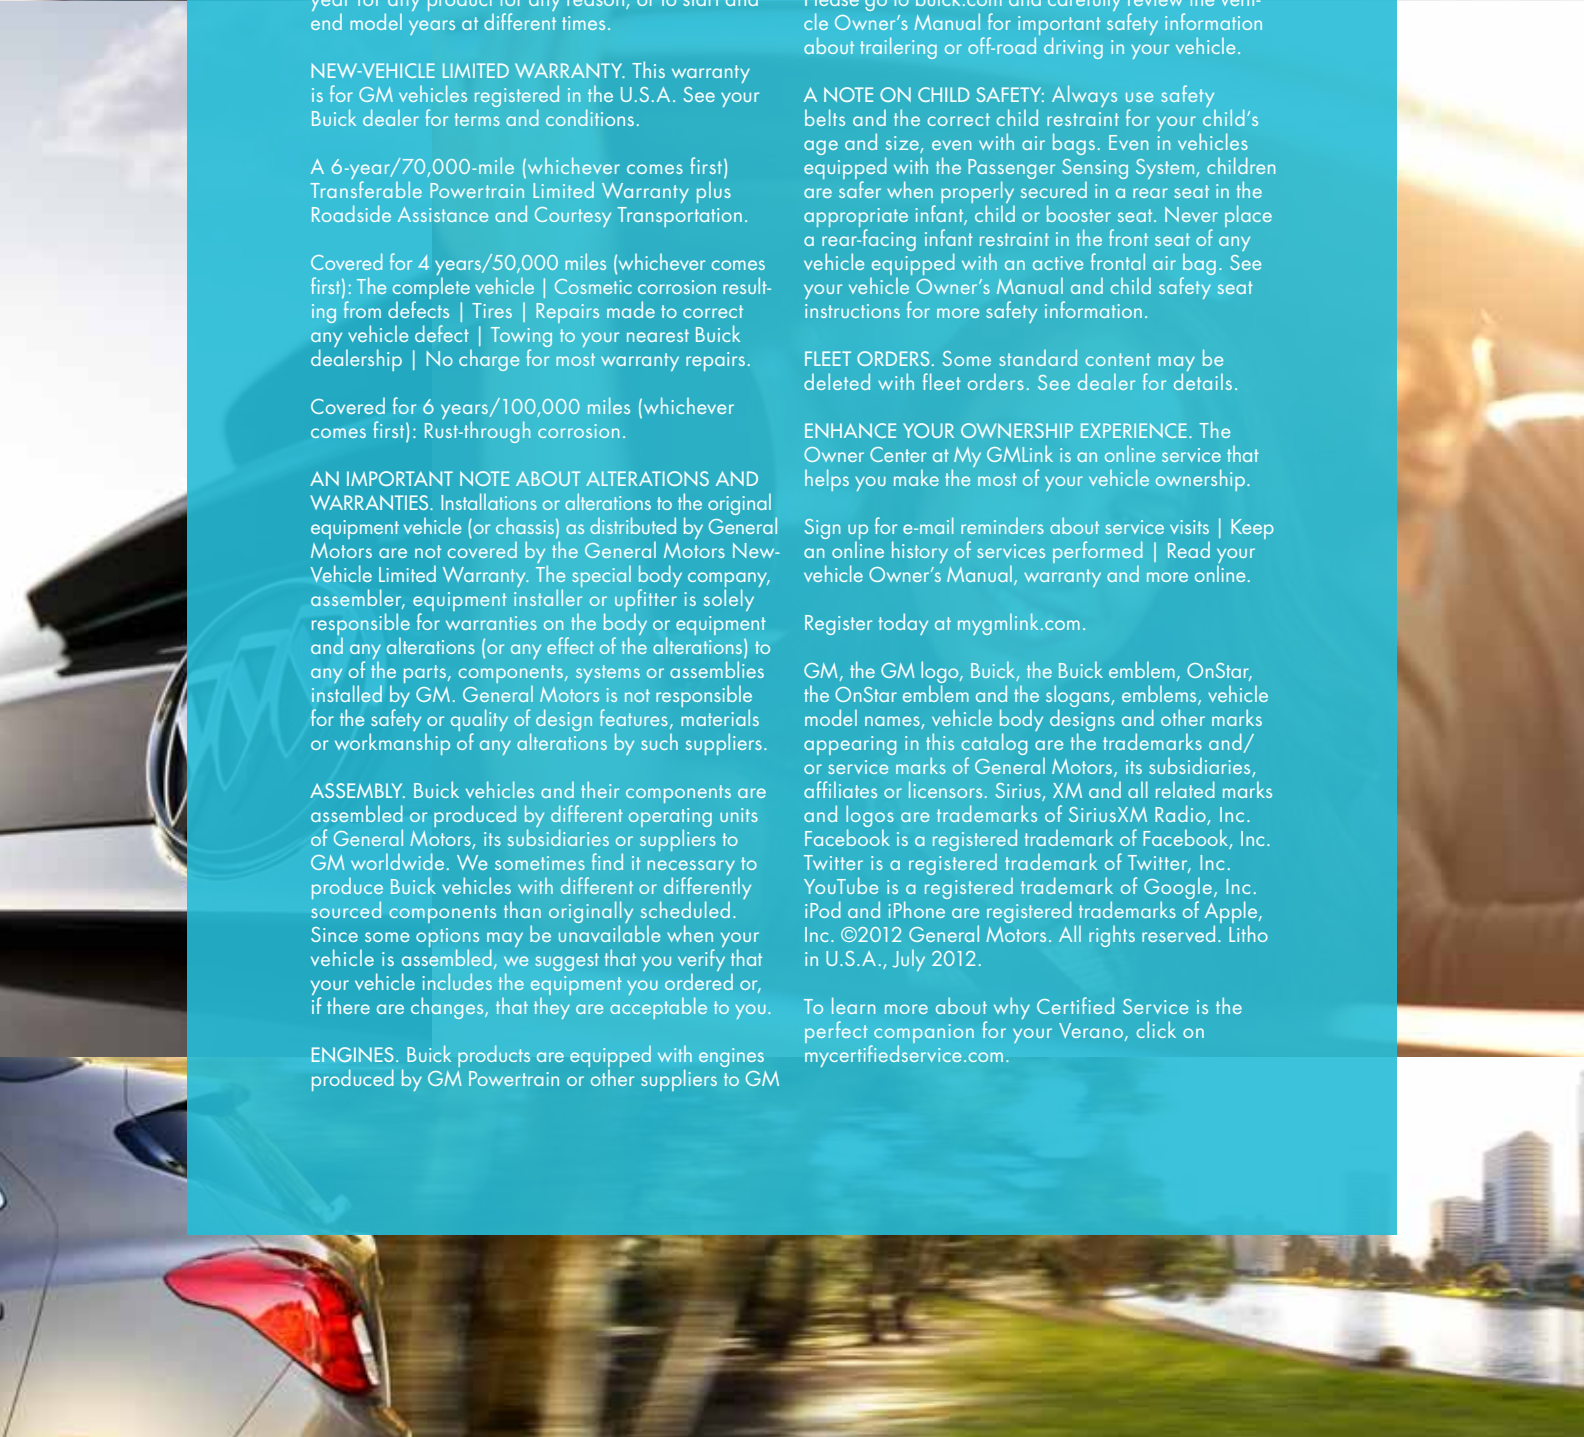 year for any product for any reason, or to start and
end model years at different times.
NEW-VEHICLE LIMITED WARRANTY. This warranty
is for GM vehicles registered in the U.S.A. See your
Buick dealer for terms and conditions.
A 6-year/70,000-mile (whichever comes first)
Transferable Powertrain Limited Warranty plus
Roadside Assistance and Courtesy Transportation.
Covered for 4 years/50,000 miles (whichever comes
first): The complete vehicle | Cosmetic corrosion result-
ing from defects | Tires | Repairs made to correct
any vehicle defect | Towing to your nearest Buick
dealership | No charge for most warranty repairs.
Covered for 6 years/100,000 miles (whichever
comes first): Rust-through corrosion.
AN IMPORTANT NOTE ABOUT ALTERATIONS AND
WARRANTIES. Installations or alterations to the original
equipment vehicle (or chassis) as distributed by General
Motors are not covered by the General Motors New-
Vehicle Limited Warranty. The special body company,
assembler, equipment installer or upfitter is solely
responsible for warranties on the body or equipment
and any alterations (or any effect of the alterations) to
any of the parts, components, systems or assemblies
installed by GM. General Motors is not responsible
for the safety or quality of design features, materials
or workmanship of any alterations by such suppliers.
ASSEMBLY. Buick vehicles and their components are
assembled or produced by different operating units
of General Motors, its subsidiaries or suppliers to
GM worldwide. We sometimes find it necessary to
produce Buick vehicles with different or differently
sourced components than originally scheduled.
Since some options may be unavailable when your
vehicle is assembled, we suggest that you verify that
your vehicle includes the equipment you ordered or,
if there are changes, that they are acceptable to you.
ENGINES. Buick products are equipped with engines
produced by GM Powertrain or other suppliers to GM
Please go to buick.com and carefully review the vehi-
cle Owner's Manual for important safety information
about trailering or off-road driving in your vehicle.
A NOTE ON CHILD SAFETY: Always use safety
belts and the correct child restraint for your child's
age and size, even with air bags. Even in vehicles
equipped with the Passenger Sensing System, children
are safer when properly secured in a rear seat in the
appropriate infant, child or booster seat. Never place
a rear-facing infant restraint in the front seat of any
vehicle equipped with an active frontal air bag. See
your vehicle Owner's Manual and child safety seat
instructions for more safety information.
FLEET ORDERS. Some standard content may be
deleted with fleet orders. See dealer for details.
ENHANCE YOUR OWNERSHIP EXPERIENCE. The
Owner Center at My GMLink is an online service that
helps you make the most of your vehicle ownership.
Sign up for e-mail reminders about service visits | Keep
an online history of services performed | Read your
vehicle Owner's Manual, warranty and more online.
Register today at mygmlink.com.
GM, the GM logo, Buick, the Buick emblem, OnStar,
the OnStar emblem and the slogans, emblems, vehicle
model names, vehicle body designs and other marks
appearing in this catalog are the trademarks and/
or service marks of General Motors, its subsidiaries,
affiliates or licensors. Sirius, XM and all related marks
and logos are trademarks of SiriusXM Radio, Inc.
Facebook is a registered trademark of Facebook, Inc.
Twitter is a registered trademark of Twitter, Inc.
YouTube is a registered trademark of Google, Inc.
iPod and iPhone are registered trademarks of Apple,
Inc. ©2012 General Motors. All rights reserved. Litho
in U.S.A., July 2012.
To learn more about why Certified Service is the
perfect companion for your Verano, click on
mycertifiedservice.com.